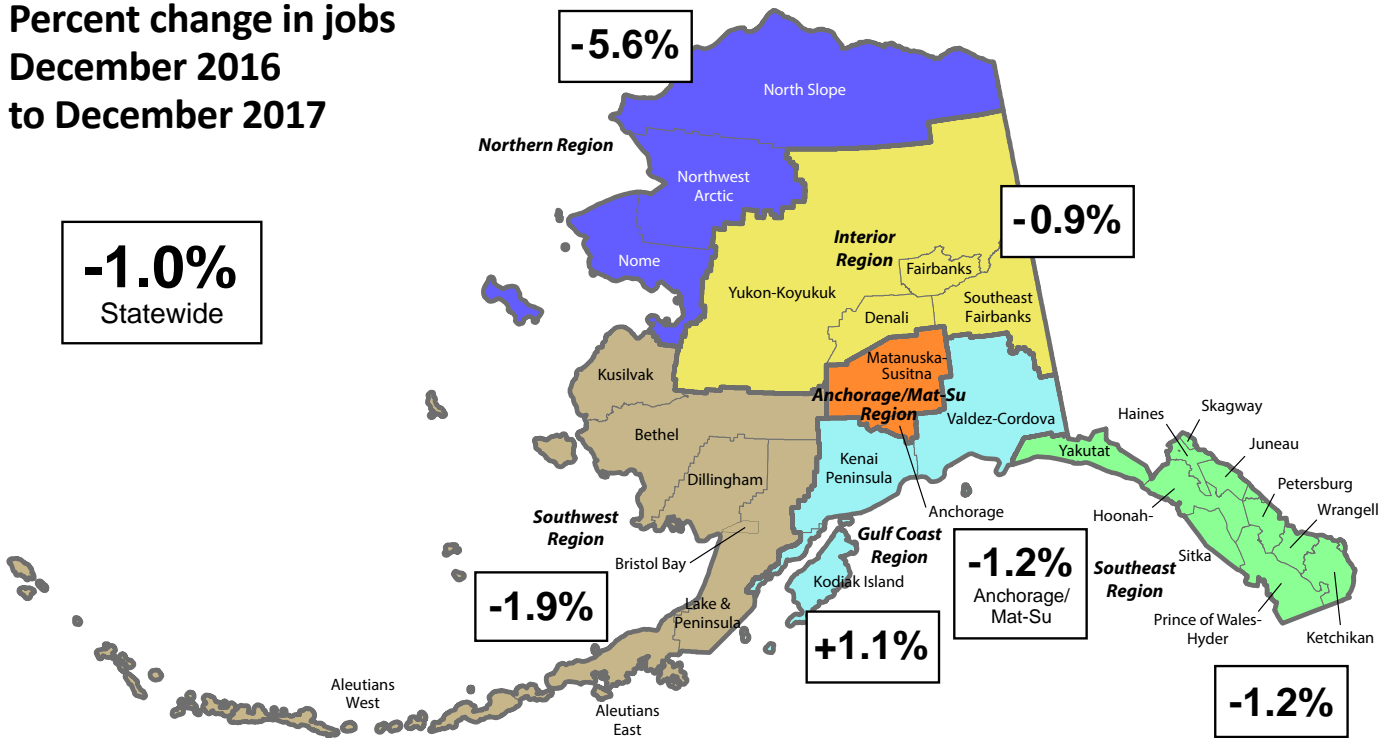 Percent change in jobs
December 2016
to December 2017
-5.6%
North Slope
Northern Region
Northwest
Arctic
-1.0%
Statewide
-0.9%
Interior
Region
Nome
Fairbanks
Yukon-Koyukuk
Southeast
Fairbanks
Denali
Matanuska-
Susitna
Kusilvak
Anchorage/Mat-Su
Region
Valdez-Cordova
Haines
Skagway
Bethel
Juneau
Yakutat
Kenai
Peninsula
Dillingham
Petersburg
Wrangell
Anchorage
Hoonah-
Southwest
Region
Gulf Coast
Region
Bristol Bay
Sitka
-1.2%
Anchorage/
Mat-Su
Southeast
Region
Kodiak Island
-1.9%
Lake &
Peninsula
Prince of Wales-
Hyder
Ketchikan
+1.1%
Aleutians
West
Aleutians
East
-1.2%